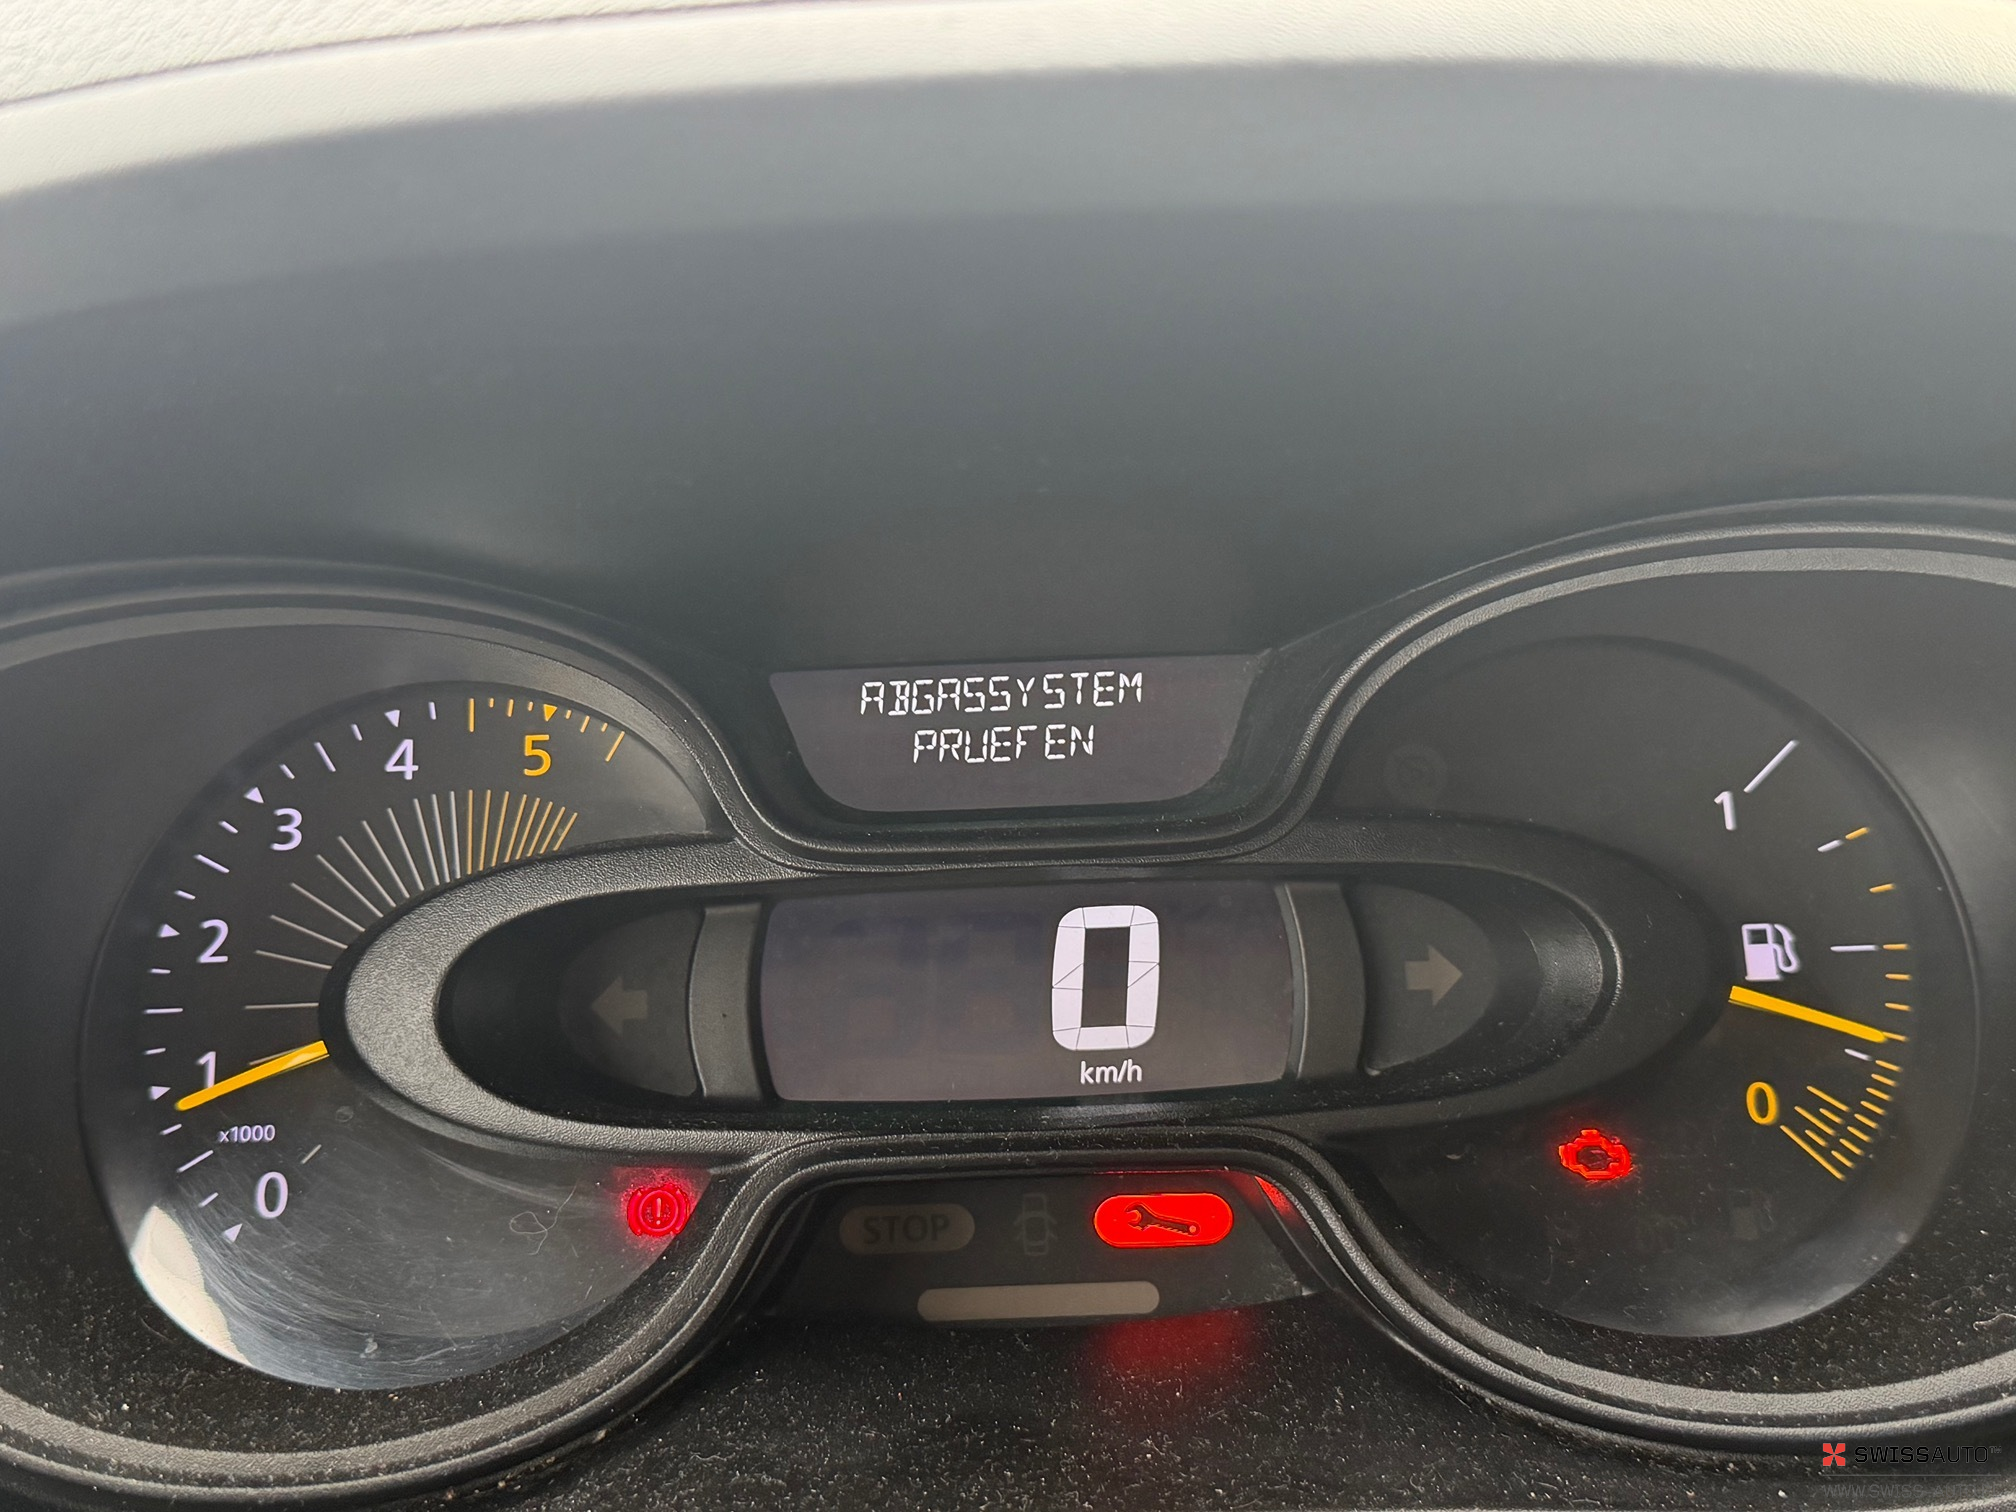 ABGASSYSTEM
PRUEFEN
4
5
3
2
1
x1000
0
0
km/h
1
0
STOP
SWISSAUTO